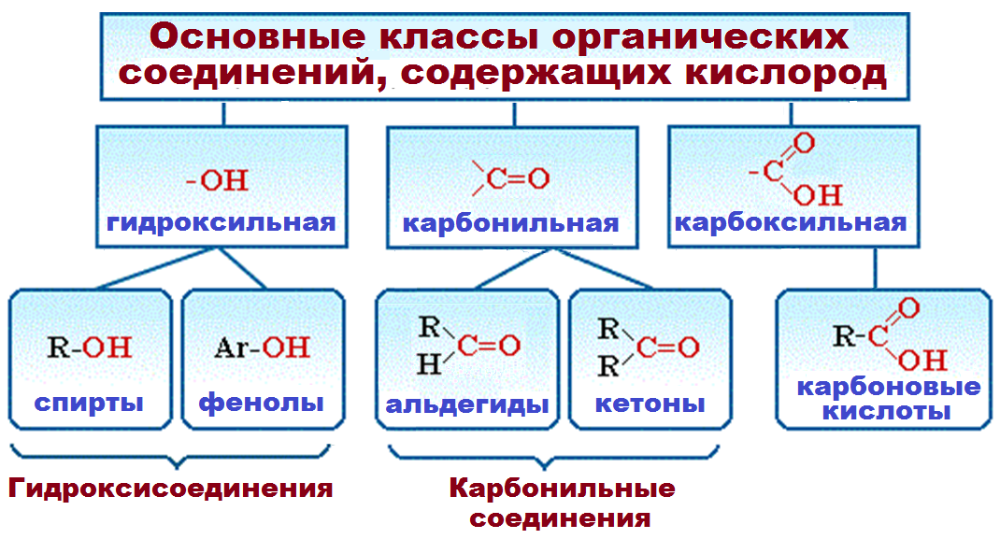 Основные классы органических
соединений, содержащих кислород
-OH
гидроксильная
C=O
карбонильная
O
-C
OH
карбоксильная
R-OH
спирты
Ar-OH
фенолы
R
C=O
H
альдегиды
R
C=O
R
кетоны
O
R-C
OH
карбоновые
кислоты
Гидроксисоединения
Карбонильные
соединения